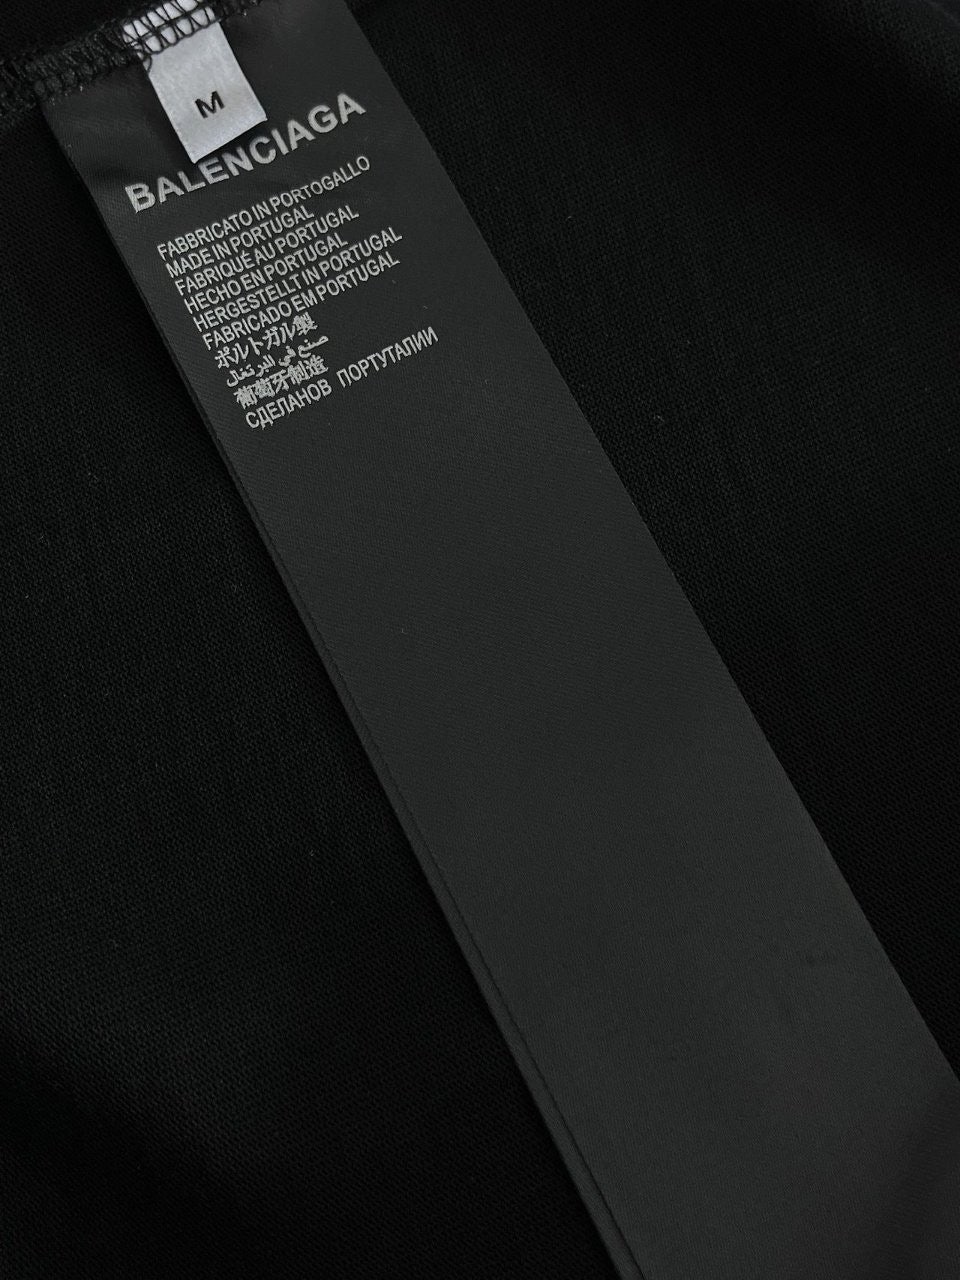 M
BALENCIAGA
FABBRICATO IN PORTOGALLO
MADE IN PORTUGAL
FABRIQUÉ AU PORTUGAL
HECHO EN PORTUGAL
HERGESTELLT IN PORTUGAL
FABRICADO EM PORTUGAL
ポルトガル製
صنع في البرتغال
葡萄牙制造
СДЕЛАНОВ ПОРТУТАЛИИ